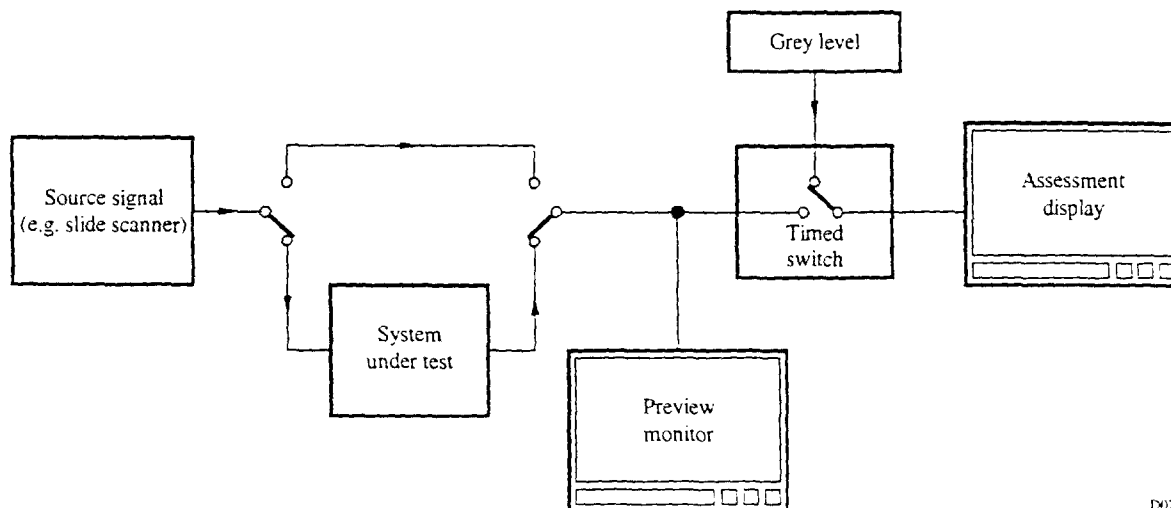 Grey level
Source signal
(e.g. slide scanner)
Timed
switch
Assessment
display
System
under test
Preview
monitor